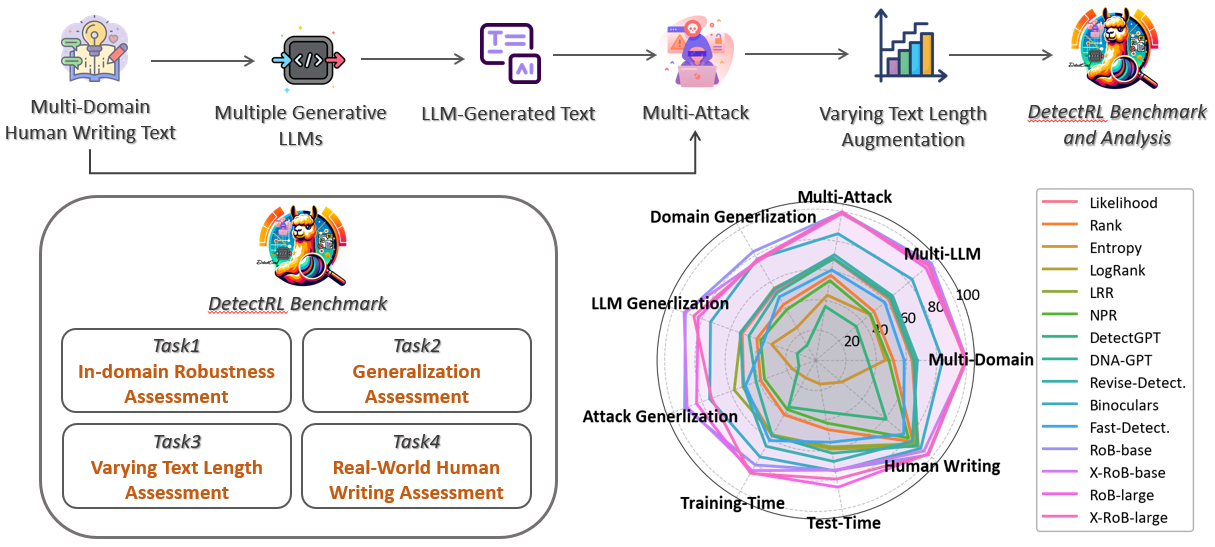 Multi-Domain
Human Writing Text
Multiple Generative
LLMs
LLM-Generated Text
AI
Multi-Attack
Varying Text Length
Augmentation
DetectRL Benchmark
and Analysis
DetectRL Benchmark
Task1
In-domain Robustness
Assessment
Task2
Generalization
Assessment
Task3
Varying Text Length
Assessment
Task4
Real-World Human
Writing Assessment
Multi-Attack
Domain Generlization
Multi-LLM
LLM Generlization
Multi-Domain
Attack Generlization
Human Writing
Training-Time
Test-Time
20
40
60
80
100
Likelihood
Rank
Entropy
LogRank
LRR
NPR
DetectGPT
DNA-GPT
Revise-Detect.
Binoculars
Fast-Detect.
RoB-base
X-RoB-base
RoB-large
X-RoB-large